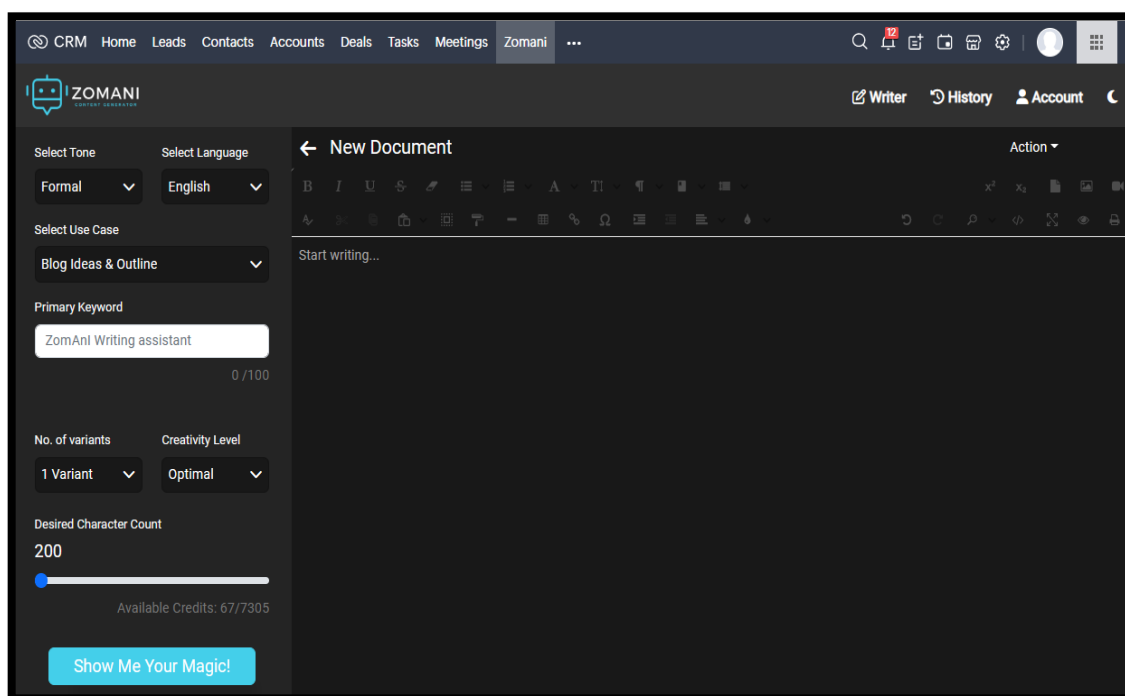 CRM Home Leads Contacts Accounts Deals Tasks Meetings Zomani ... 12
ZOMANI
CONTENT GENERATOR
Writer History Account
Select Tone Select Language
Formal English
Select Use Case
Blog Ideas & Outline
Primary Keyword
ZomAnI Writing assistant
0 /100
No. of variants Creativity Level
1 Variant Optimal
Desired Character Count
200
Available Credits: 67/7305
Show Me Your Magic!
New Document Action
B I U S A T x² x₂
Ω
Start writing...